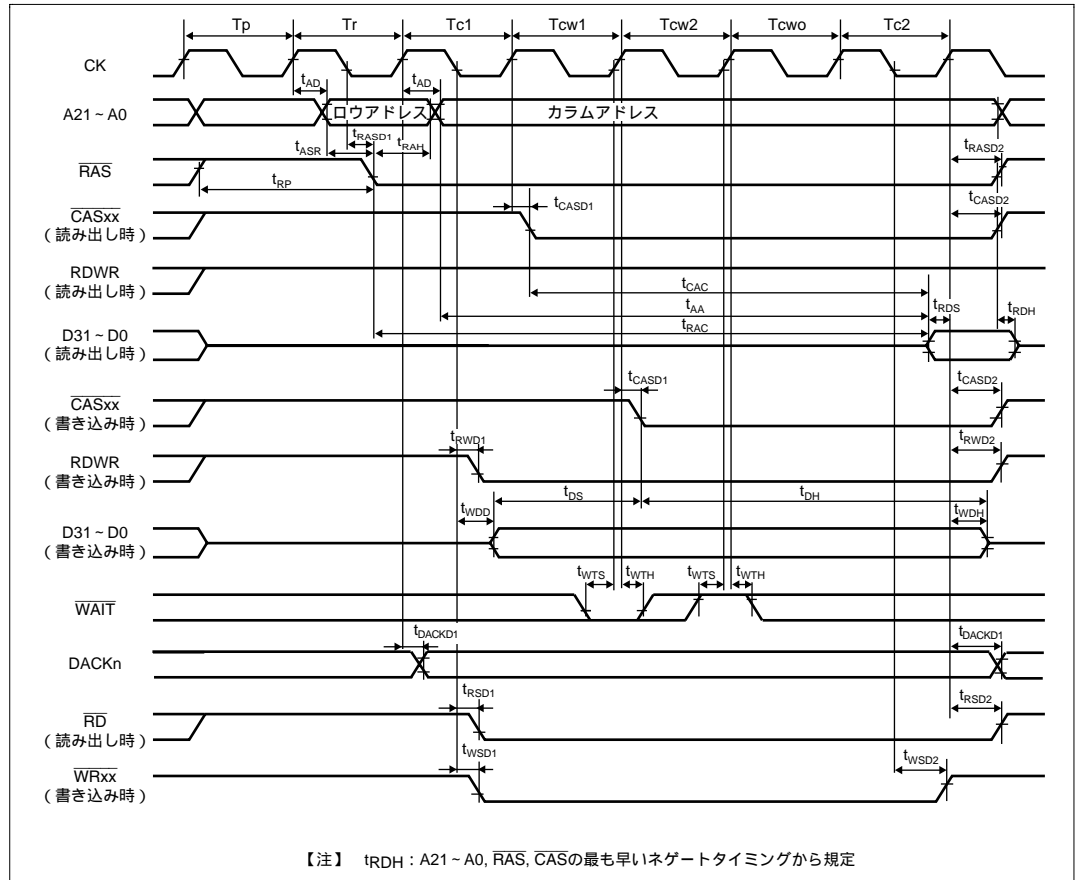 Tp Tr Tc1 Tcw1 Tcw2 Tcwo Tc2
CK
tAD tAD
A21~A0 ロウアドレス カラムアドレス
tRASD1
tASR tRAH tRASD2
RAS
tRP
tCASD1 tCASD2
CASxx
(読み出し時)
RDWR
(読み出し時)
tCAC
tAA tRDS tRDH
tRAC
D31~D0
(読み出し時)
tCASD1 tCASD2
CASxx
(書き込み時)
tRWD1 tRWD2
RDWR
(書き込み時)
tDS tDH
tWDD tWDH
D31~D0
(書き込み時)
tWTS tWTH tWTS tWTH
WAIT
tDACKD1 tDACKD1
DACKn
tRSD1 tRSD2
RD
(読み出し時)
tWSD1 tWSD2
WRxx
(書き込み時)
【注】 tRDH:A21~A0, RAS, CASの最も早いネゲートタイミングから規定